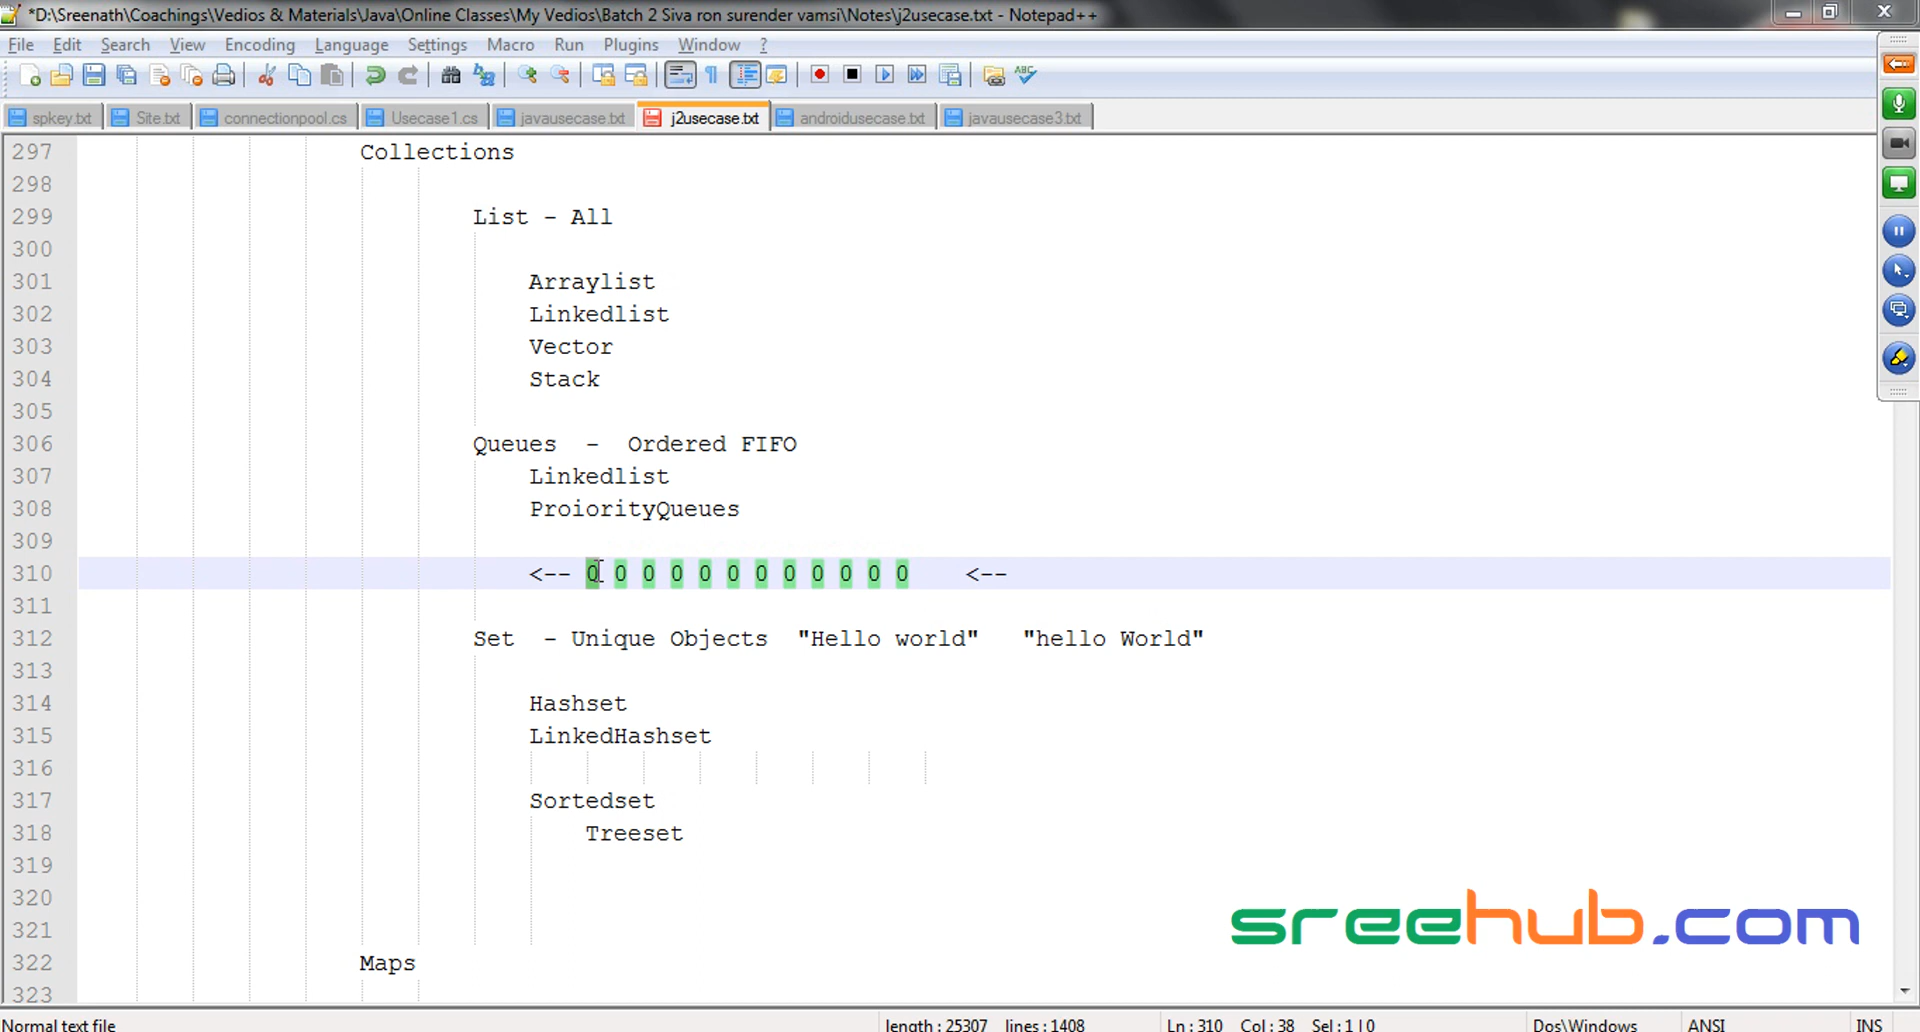 *D:\Sreenath\Coachings\Vedios & Materials\Java\Online Classes\My Vedios\Batch 2 Siva ron surender vamsi\Notes\j2usecase.txt - Notepad++
File Edit Search View Encoding Language Settings Macro Run Plugins Window ?
spkey.txt Site.txt connectionpool.cs Usecase1.cs javausecase.txt j2usecase.txt androidusecase.txt javausecase3.txt
297 Collections
298
299 List - All
300
301 Arraylist
302 Linkedlist
303 Vector
304 Stack
305
306 Queues - Ordered FIFO
307 Linkedlist
308 ProiorityQueues
309
310 <-- 0 0 0 0 0 0 0 0 0 0 0 0 <--
311
312 Set - Unique Objects "Hello world" "hello World"
313
314 Hashset
315 LinkedHashset
316
317 Sortedset
318 Treeset
319
320
321
322 Maps
323
sreehub.com
Normal text file length : 25307 lines : 1408 Ln : 310 Col : 38 Sel : 1 | 0 Dos\Windows ANSI INS